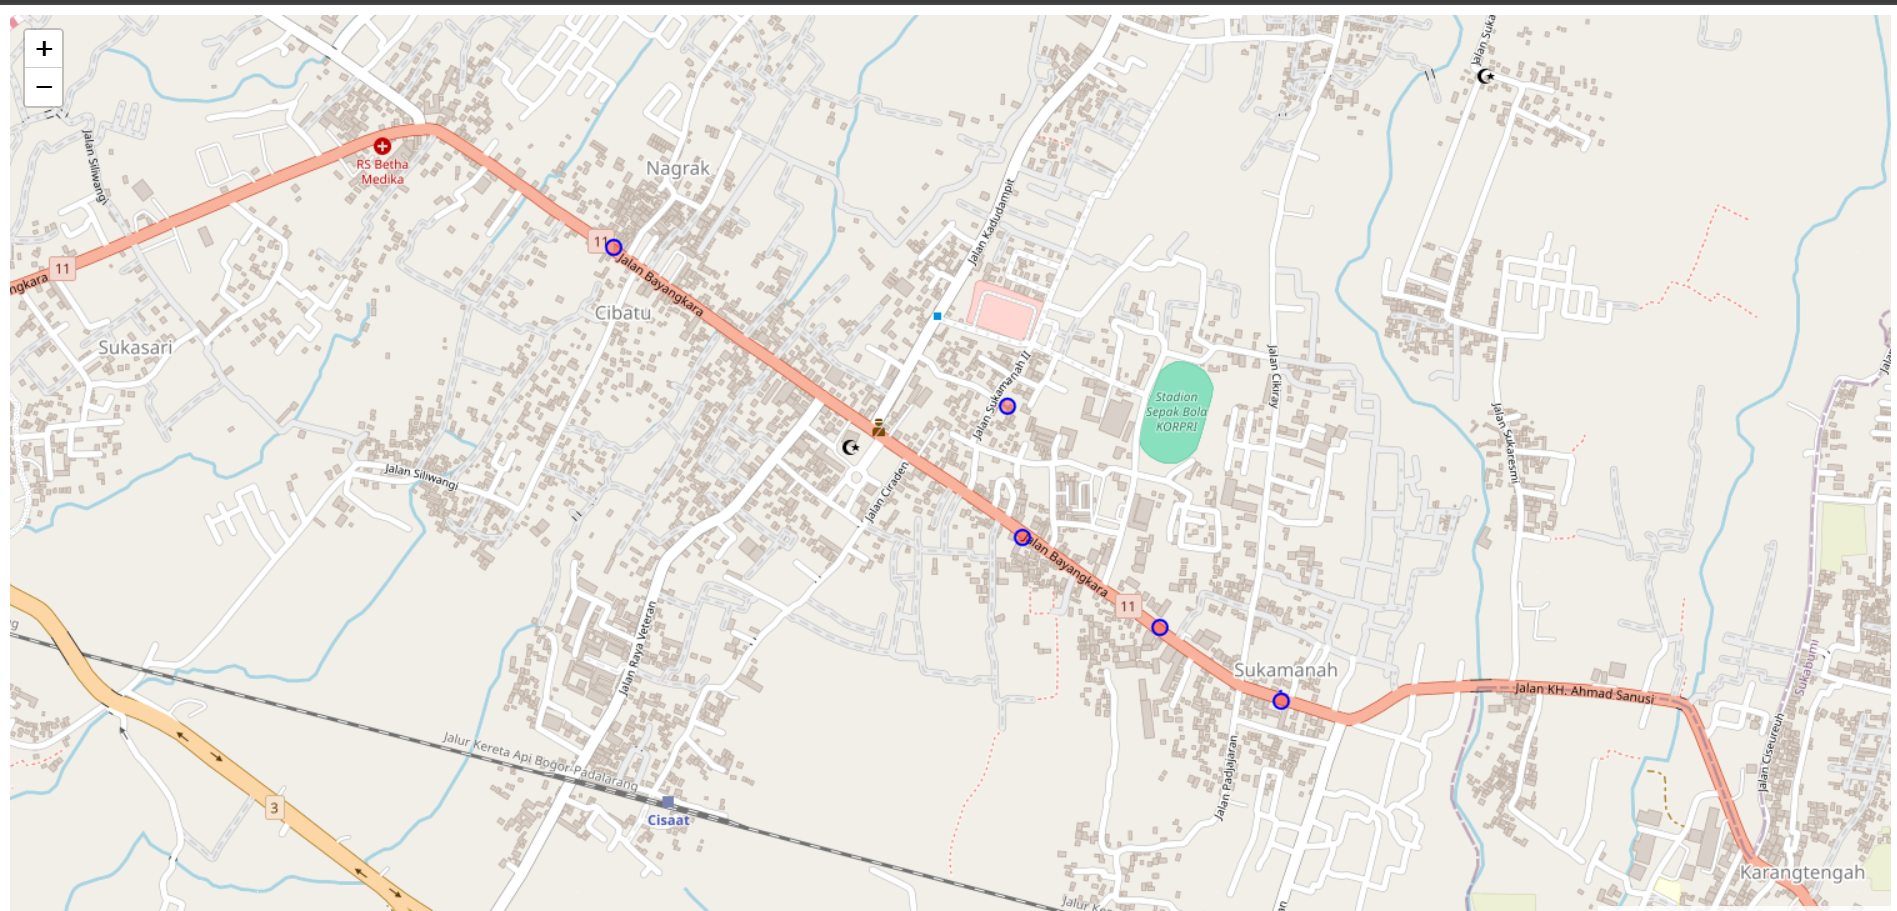 +
−
Jalan Siliwangi
RS Betha
Medika
Nagrak
Jalan Kadudampit
Jalan Suka
11
11
ngkara
Jalan Bayangkara
Cibatu
Sukasari
Jalan Sukamanah II
Jalan Cikiray
Stadion
Sepak Bola
KORPRI
Jalan Sukaresmi
Jalan Siliwangi
Jalan Ciraden
Jalan Bayangkara
11
Jalan Raya Veteran
Sukamanah
Sukabumi
Jalan KH. Ahmad Sanusi
Jalan Ciseureuh
Jalan Padjajaran
Jalur Kereta Api Bogor-Padalarang
3
Cisaat
Karangtengah